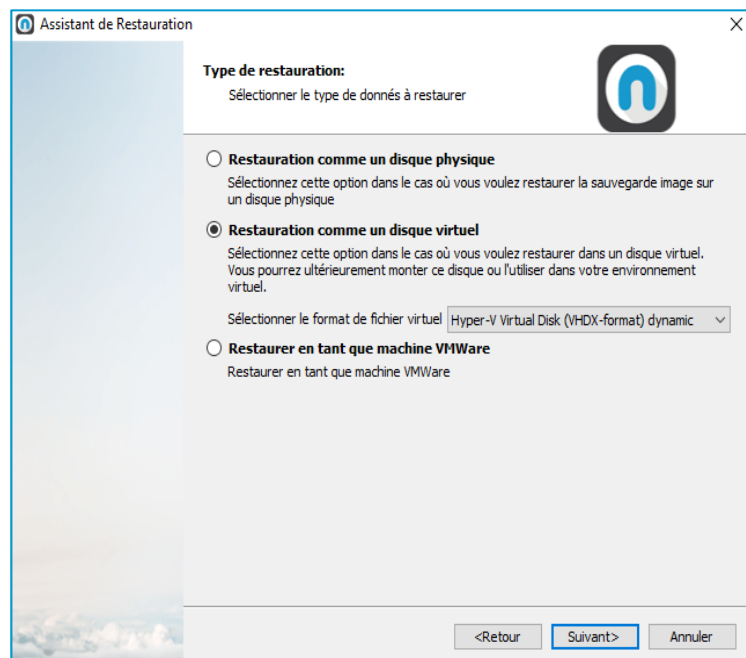 Assistant de Restauration
Type de restauration:
Sélectionner le type de donnés à restaurer
Restauration comme un disque physique
Sélectionnez cette option dans le cas où vous voulez restaurer la sauvegarde image sur
un disque physique
Restauration comme un disque virtuel
Sélectionnez cette option dans le cas où vous voulez restaurer dans un disque virtuel.
Vous pourrez ultérieurement monter ce disque ou l'utiliser dans votre environnement
virtuel.
Sélectionner le format de fichier virtuel Hyper-V Virtual Disk (VHDX-format) dynamic
Restaurer en tant que machine VMWare
Restaurer en tant que machine VMWare
<Retour Suivant> Annuler